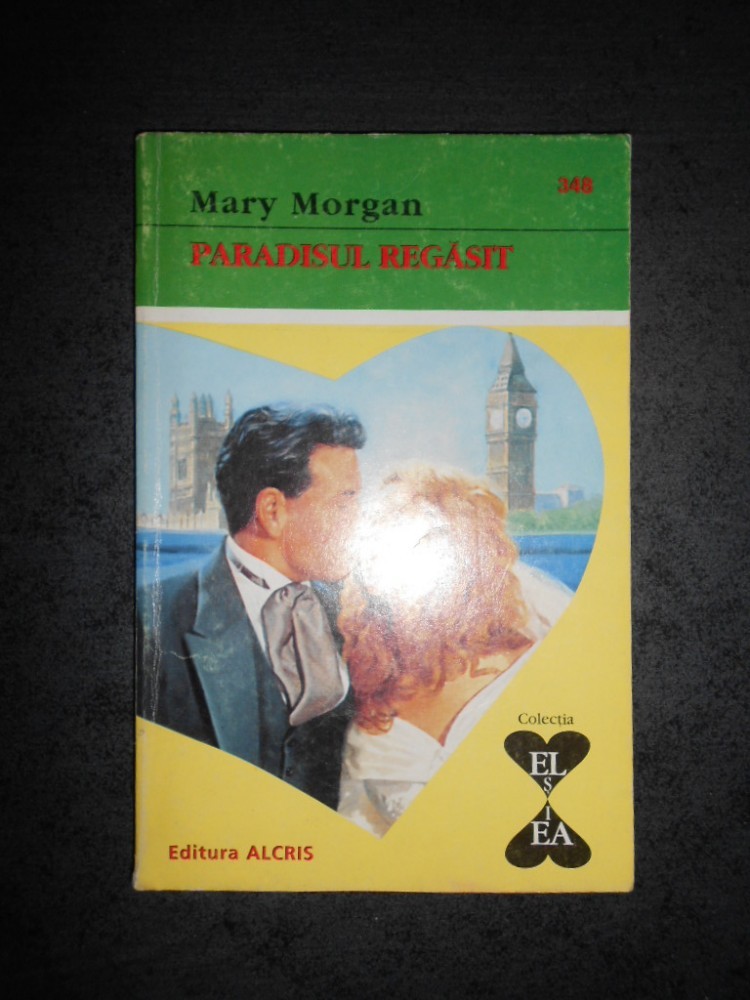 348
Mary Morgan
PARADISUL REGĂSIT
Colecția
EL
ȘI
EA
Editura ALCRIS